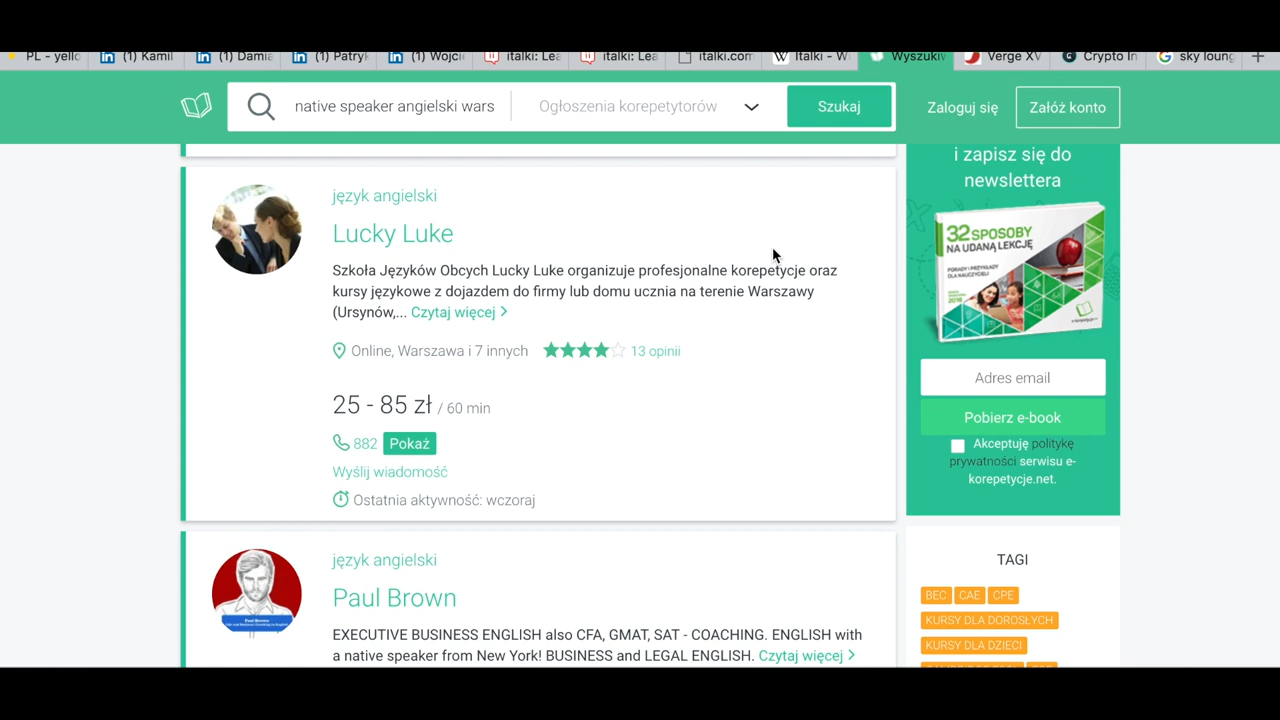 PL - yello
(1) Kamil
(1) Damia
(1) Patryk
(1) Wojcie
italki: Lea
italki: Lea
italki.com
Italki - Wi
Wyszukiw
Verge XV
Crypto In
sky loung
native speaker angielski wars
Ogłoszenia korepetytorów
Szukaj
Zaloguj się
Załóż konto
język angielski
Lucky Luke
Szkoła Języków Obcych Lucky Luke organizuje profesjonalne korepetycje oraz
kursy językowe z dojazdem do firmy lub domu ucznia na terenie Warszawy
(Ursynów,... Czytaj więcej
Online, Warszawa i 7 innych
13 opinii
25 - 85 zł / 60 min
882 Pokaż
Wyślij wiadomość
Ostatnia aktywność: wczoraj
język angielski
Paul Brown
EXECUTIVE BUSINESS ENGLISH also CFA, GMAT, SAT - COACHING. ENGLISH with
a native speaker from New York! BUSINESS and LEGAL ENGLISH. Czytaj więcej
i zapisz się do
newslettera
32 SPOSOBY
NA UDANĄ LEKCJĘ
PORADY I PRZYKŁADY
DLA NAUCZYCIELI
Adres email
Pobierz e-book
Akceptuję politykę
prywatności serwisu e-
korepetycje.net.
TAGI
BEC CAE CPE
KURSY DLA DOROSŁYCH
KURSY DLA DZIECI